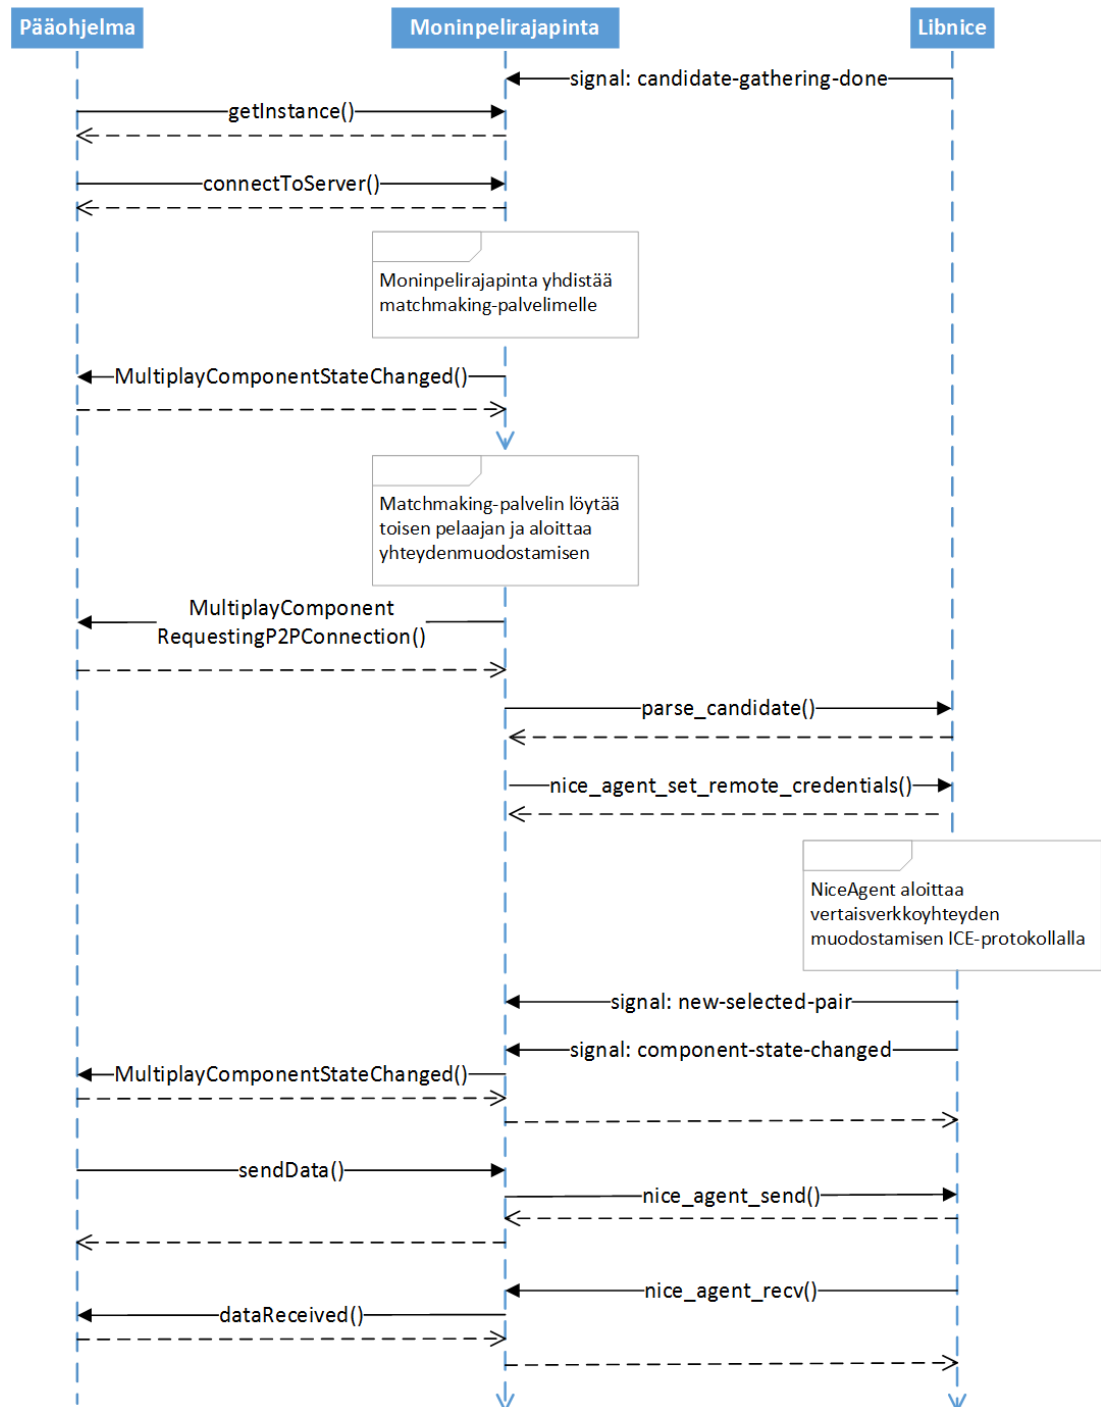 Pääohjelma
Moninpelirajapinta
Libnice
signal: candidate-gathering-done
getInstance()
connectToServer()
Moninpelirajapinta yhdistää
matchmaking-palvelimelle
MultiplayComponentStateChanged()
Matchmaking-palvelin löytää
toisen pelaajan ja aloittaa
yhteydenmuodostamisen
MultiplayComponent
RequestingP2PConnection()
parse_candidate()
nice_agent_set_remote_credentials()
NiceAgent aloittaa
vertaisverkkoyhteyden
muodostamisen ICE-protokollalla
signal: new-selected-pair
signal: component-state-changed
MultiplayComponentStateChanged()
sendData()
nice_agent_send()
nice_agent_recv()
dataReceived()